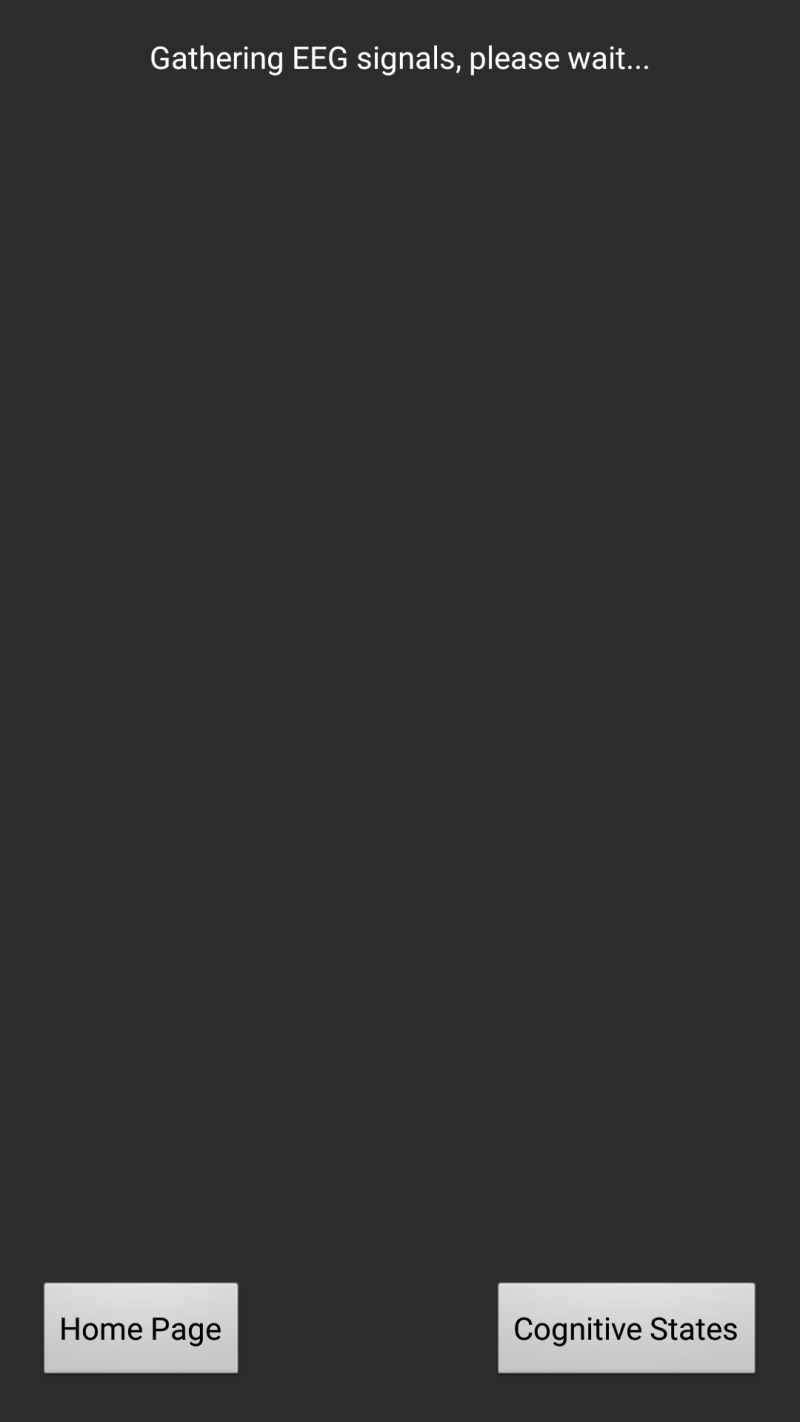 Gathering EEG signals, please wait...
Home Page
Cognitive States